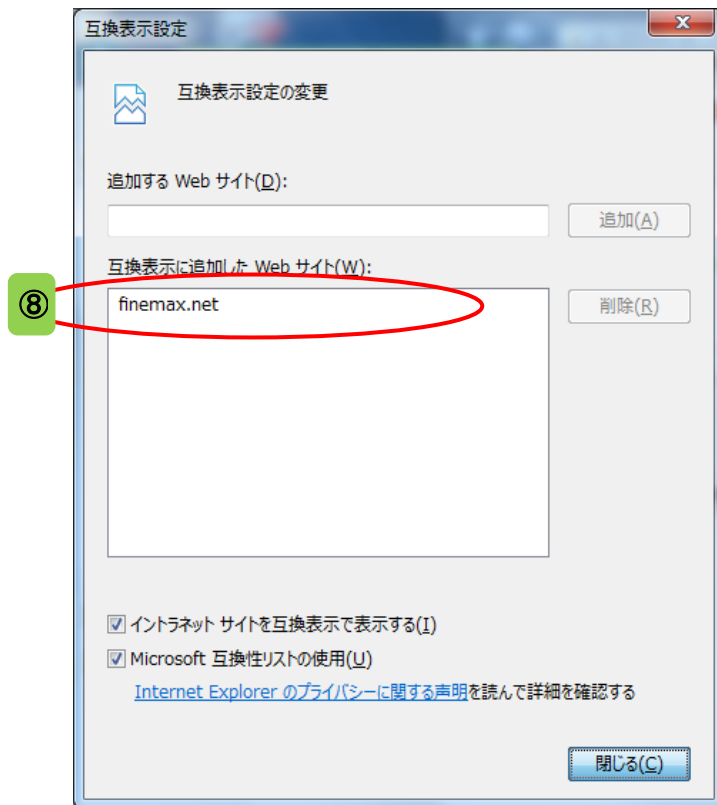 互換表示設定
互換表示設定の変更
追加する Web サイト(D):
追加(A)
互換表示に追加した Web サイト(W):
⑧
finemax.net
削除(R)
イントラネット サイトを互換表示で表示する(I)
Microsoft 互換性リストの使用(U)
Internet Explorer のプライバシーに関する声明を読んで詳細を確認する
閉じる(C)